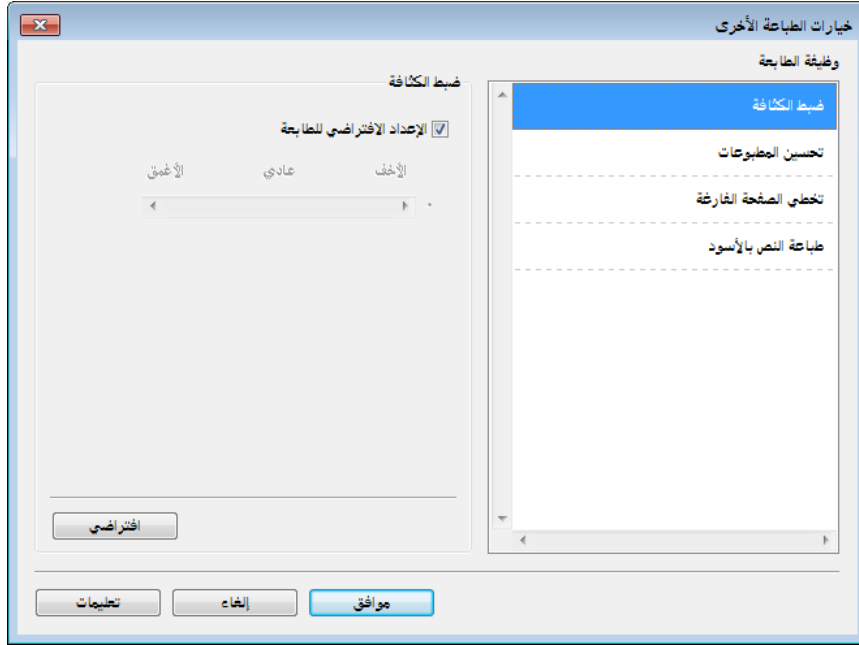 خيارات الطباعة الأخرى
وظيفة الطابعة
ضبط الكثافة
تحسين المطبوعات
تخطي الصفحة الفارغة
طباعة النص بالأسود
ضبط الكثافة
الإعداد الافتراضي للطابعة
الأخف عادي الأغمق
٠
افتراضي
موافق إلغاء تعليمات